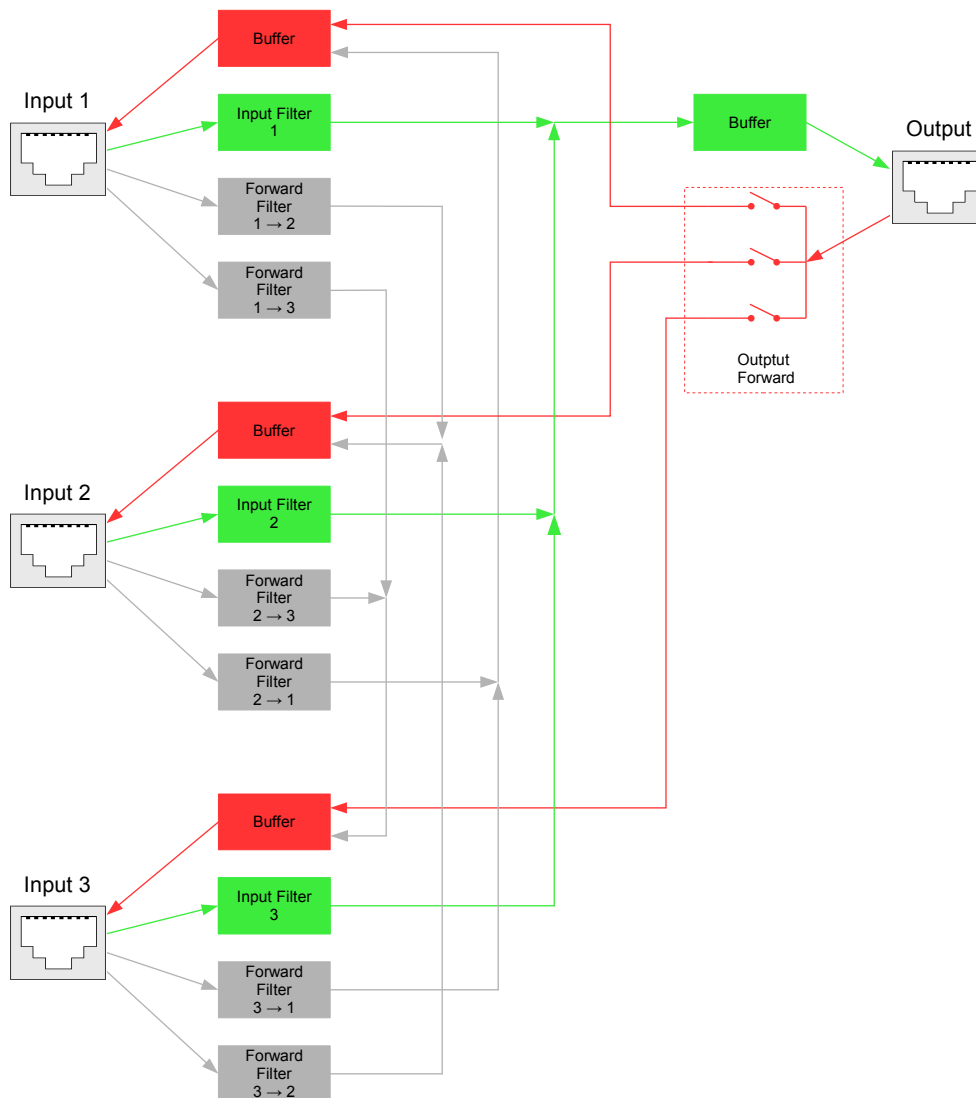 Buffer
Input 1
Input Filter
1
Buffer
Output
Forward
Filter
1 → 2
Forward
Filter
1 → 3
Outptut
Forward
Buffer
Input 2
Input Filter
2
Forward
Filter
2 → 3
Forward
Filter
2 → 1
Buffer
Input 3
Input Filter
3
Forward
Filter
3 → 1
Forward
Filter
3 → 2